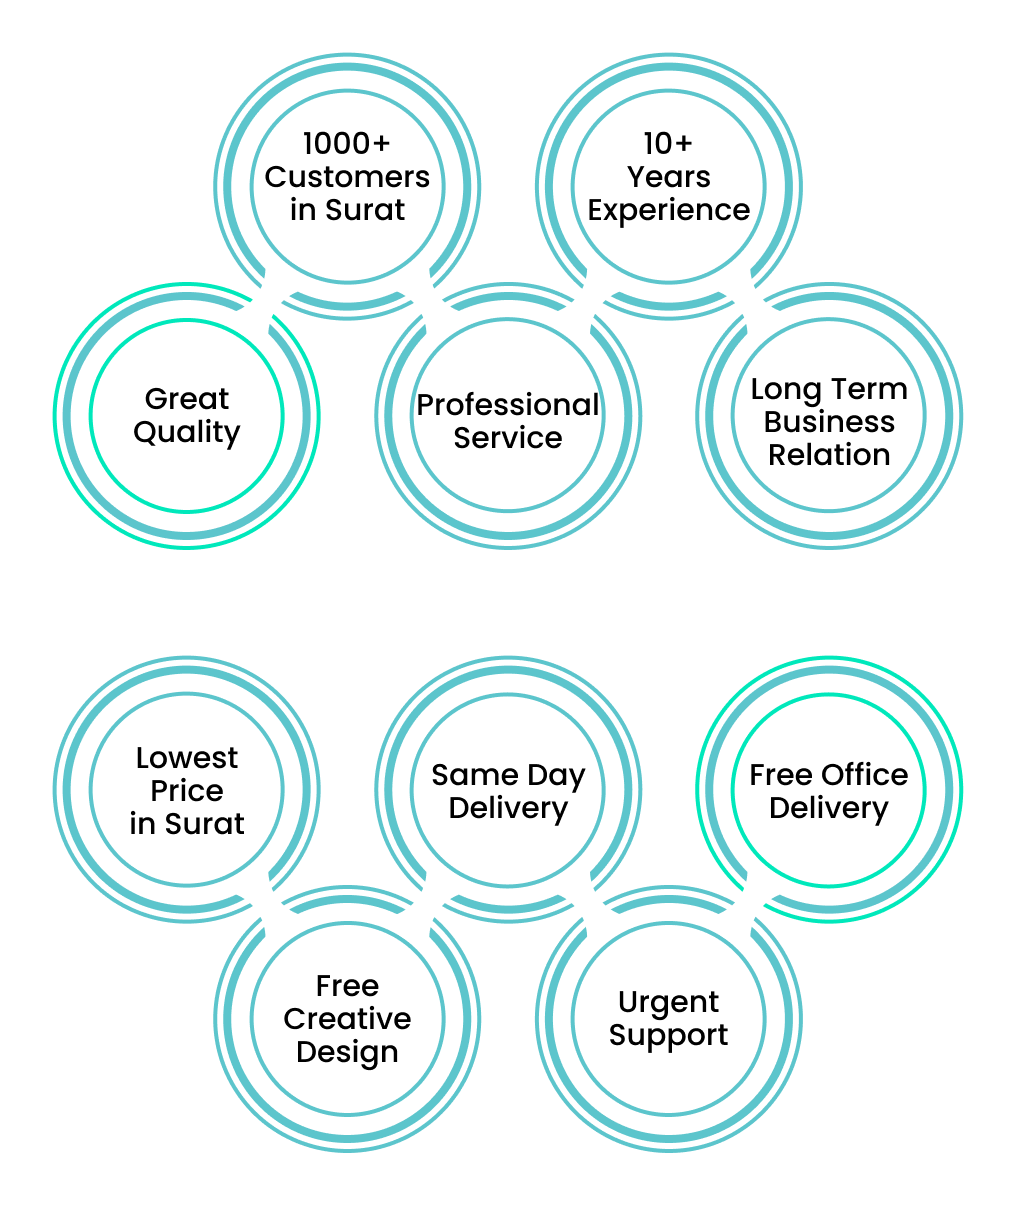 1000+
Customers
in Surat
10+
Years
Experience
Great
Quality
Professional
Service
Long Term
Business
Relation
Lowest
Price
in Surat
Same Day
Delivery
Free Office
Delivery
Free
Creative
Design
Urgent
Support